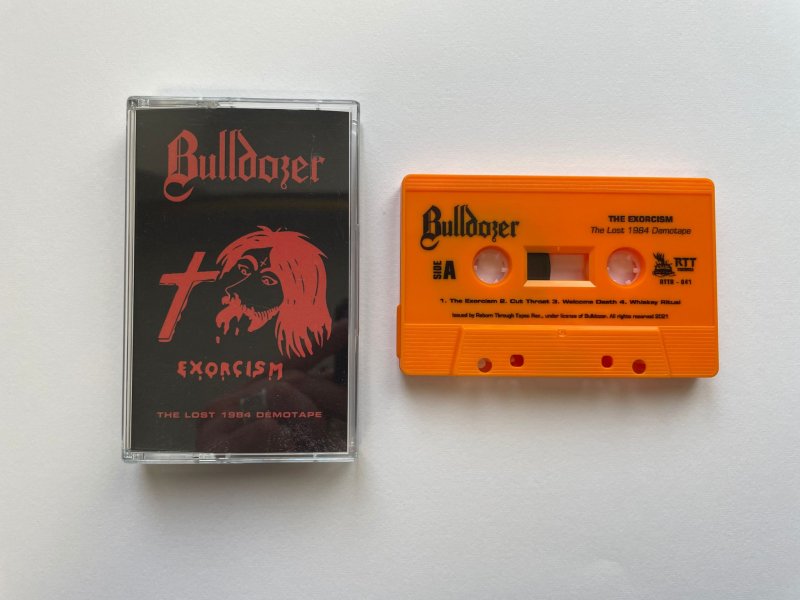 Bulldozer
EXORCISM
THE LOST 1984 DEMOTAPE
Bulldozer
THE EXORCISM
The Lost 1984 Demotape
SIDE
A
RTT
1. The Exorcism 2. Cut Throat 3. Welcome Death 4. Whiskey Ritual
Issued by Reborn Through Tapes Rex., under license of Bulldozer. All rights reserved 2021